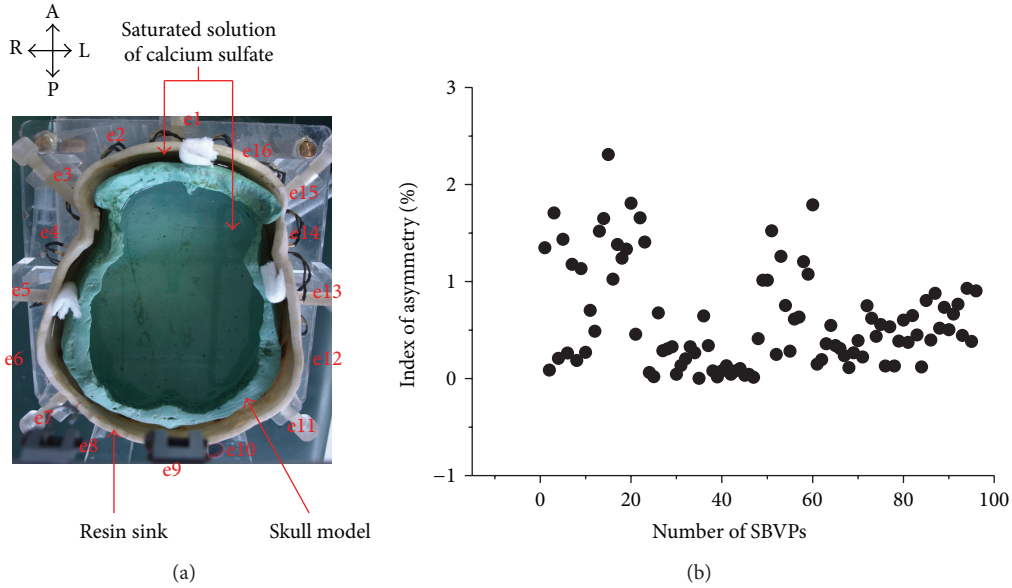 A
R
L
P
Saturated solution
of calcium sulfate
e1
e2
e16
e3
e15
e4
e14
e5
e13
e6
e12
e7
e11
e8
e10
e9
Resin sink
Skull model
(a)
3
2
1
0
−1
Index of asymmetry (%)
0
20
40
60
80
100
Number of SBVPs
(b)